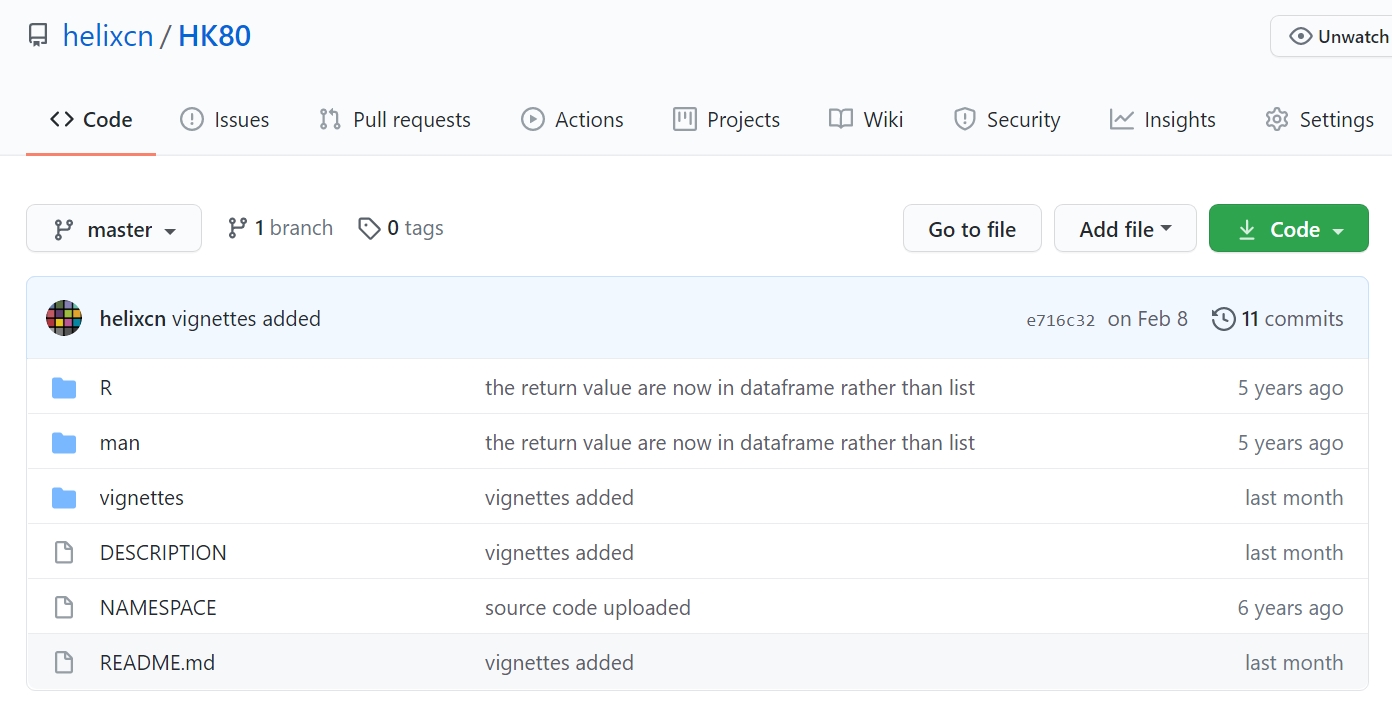 helixcn / HK80
Unwatch
Code Issues Pull requests Actions Projects Wiki Security Insights Settings
master 1 branch 0 tags Go to file Add file Code
helixcn vignettes added e716c32 on Feb 8 11 commits
R the return value are now in dataframe rather than list 5 years ago
man the return value are now in dataframe rather than list 5 years ago
vignettes vignettes added last month
DESCRIPTION vignettes added last month
NAMESPACE source code uploaded 6 years ago
README.md vignettes added last month